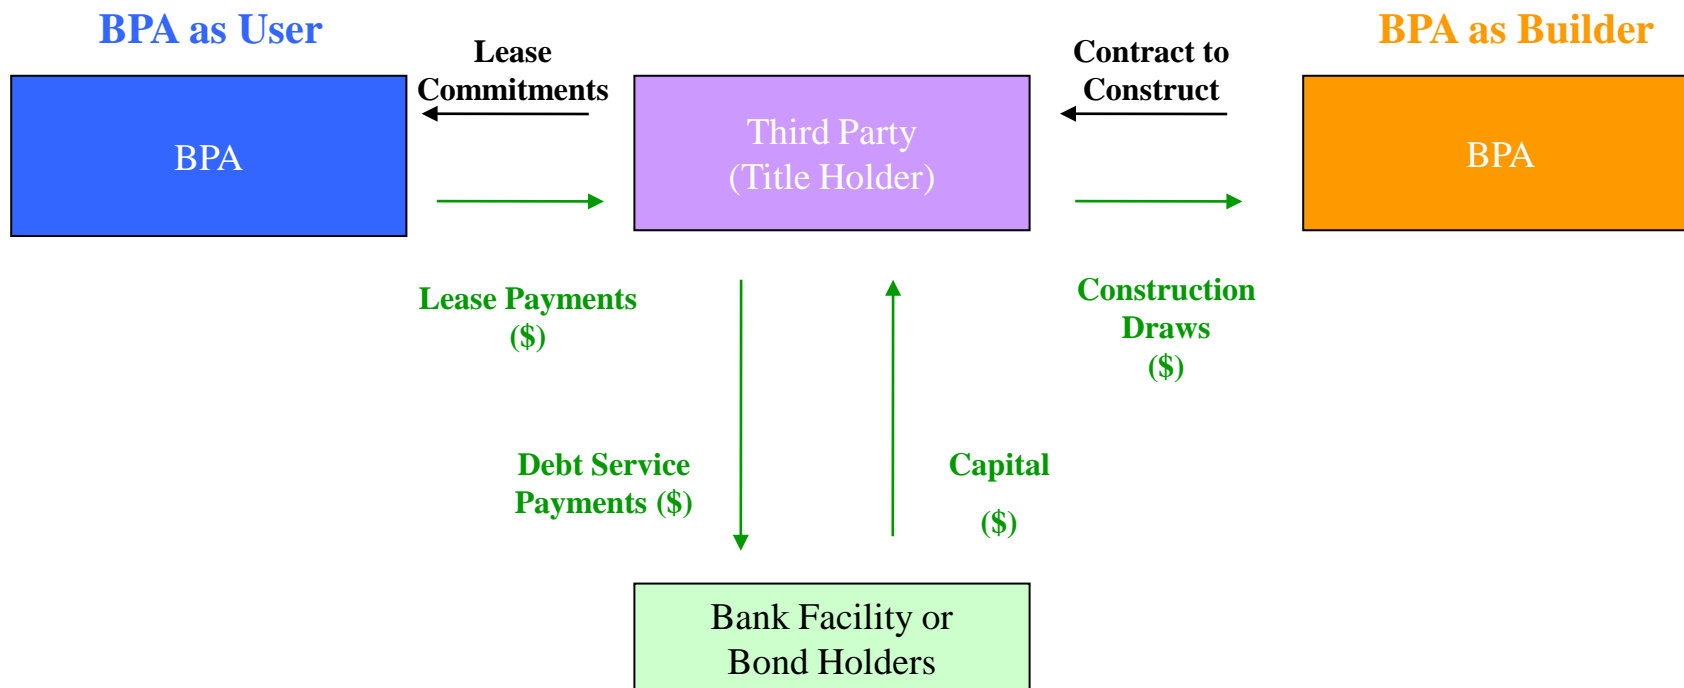 BPA as User
BPA as Builder
Lease
Commitments
Contract to
Construct
BPA
Third Party
(Title Holder)
BPA
Lease Payments
($)
Construction
Draws
($)
Debt Service
Payments ($)
Capital
($)
Bank Facility or
Bond Holders